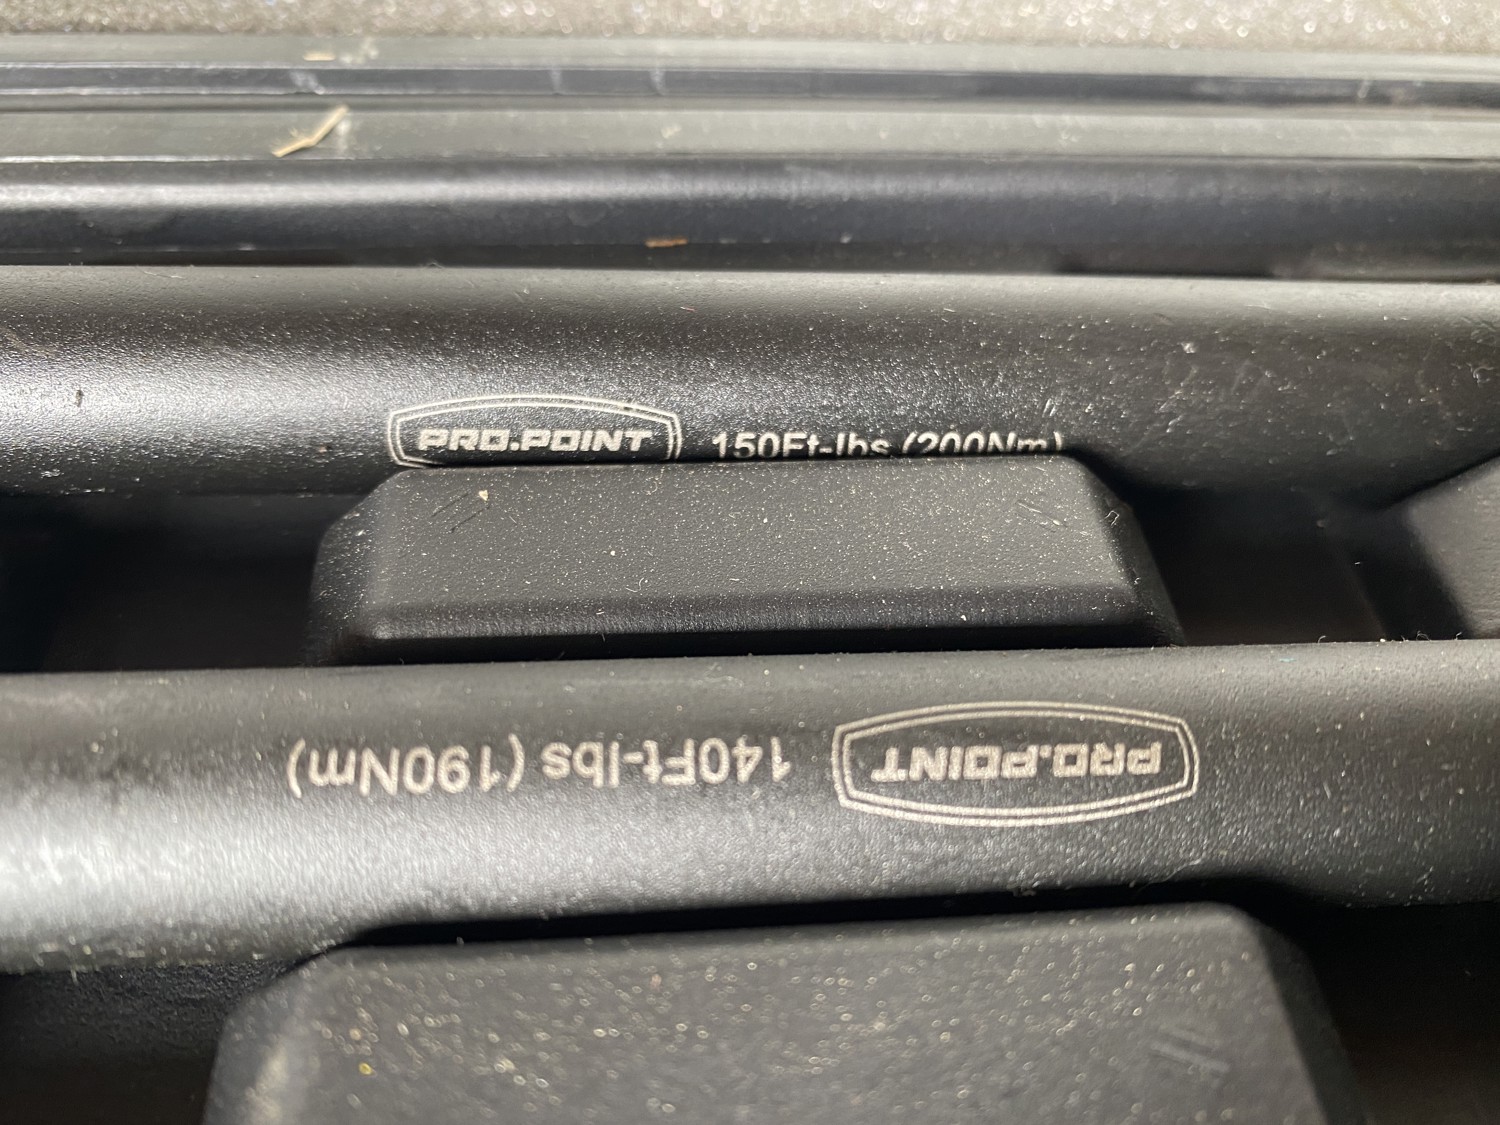 PRO.POINT 150Ft-lbs (200Nm)
PRO.POINT 140Ft-lbs (190Nm)